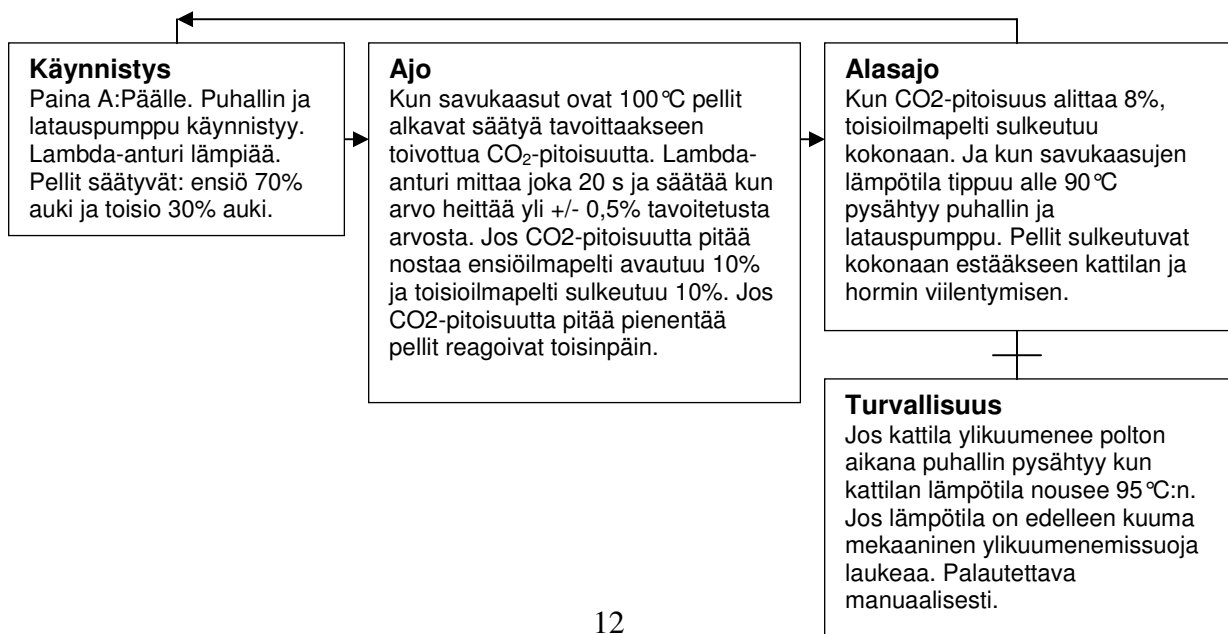 Käynnistys
Paina A:Päälle. Puhallin ja
latauspumppu käynnistyy.
Lambda-anturi lämpiää.
Pellit säätyvät: ensiö 70%
auki ja toisio 30% auki.
Ajo
Kun savukaasut ovat 100°C pellit
alkavat säätyä tavoittaakseen
toivottua CO₂-pitoisuutta. Lambda-
anturi mittaa joka 20 s ja säätää kun
arvo heittää yli +/- 0,5% tavoitetusta
arvosta. Jos CO2-pitoisuutta pitää
nostaa ensiöilmapelti avautuu 10%
ja toisioilmapelti sulkeutuu 10%. Jos
CO2-pitoisuutta pitää pienentää
pellit reagoivat toisinpäin.
Alasajo
Kun CO2-pitoisuus alittaa 8%,
toisioilmapelti sulkeutuu
kokonaan. Ja kun savukaasujen
lämpötila tippuu alle 90°C
pysähtyy puhallin ja
latauspumppu. Pellit sulkeutuvat
kokonaan estääkseen kattilan ja
hormin viilentymisen.
Turvallisuus
Jos kattila ylikuumenee polton
aikana puhallin pysähtyy kun
kattilan lämpötila nousee 95°C:n.
Jos lämpötila on edelleen kuuma
mekaaninen ylikuumenemissuoja
laukeaa. Palautettava
manuaalisesti.
12